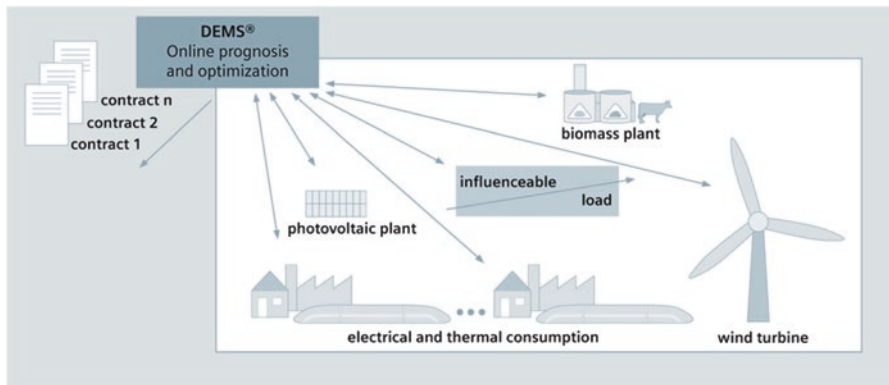 DEMS®
Online prognosis
and optimization
contract n
contract 2
contract 1
biomass plant
influenceable
load
photovoltaic plant
electrical and thermal consumption
wind turbine